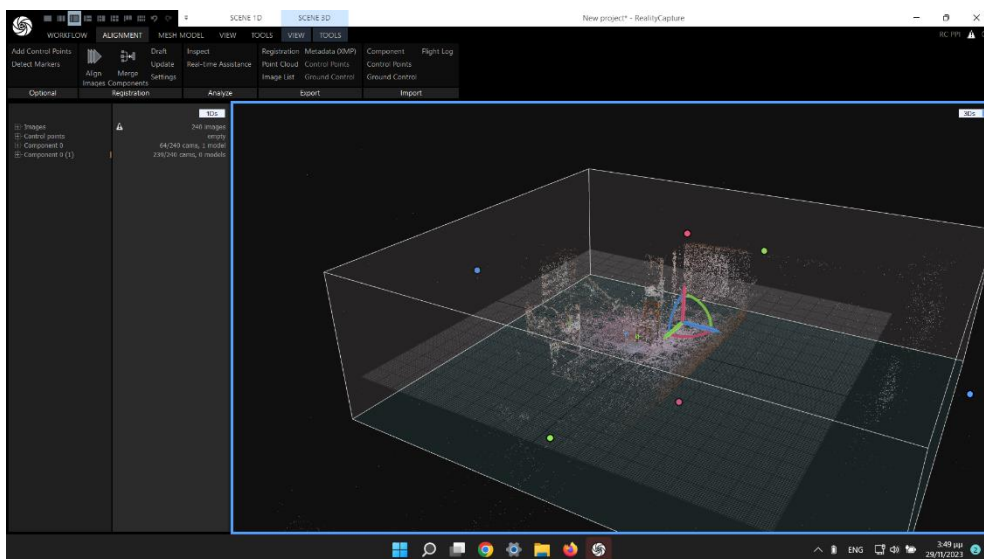 SCENE 1D SCENE 3D New project* - RealityCapture
WORKFLOW ALIGNMENT MESH MODEL VIEW TOOLS VIEW TOOLS RC PPI
Add Control Points Draft Inspect Registration Metadata (XMP) Component Flight Log
Detect Markers Update Real-time Assistance Point Cloud Control Points Control Points
Align Merge Settings Image List Ground Control Ground Control
Images Components
Optional Registration Analyze Export Import
1Ds 3Ds
Images 240 images
Control points empty
Component 0 64/240 cams, 1 model
Component 0 (1) 239/240 cams, 0 models
3:49 μμ
ENG 29/11/2023 2